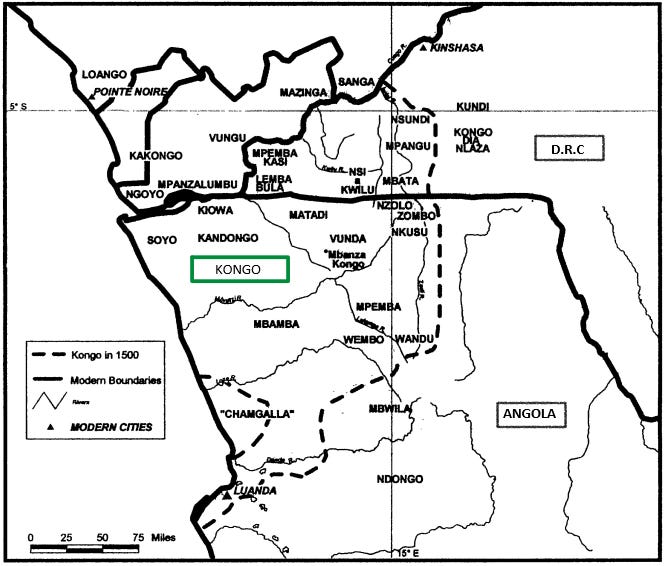 KINSHASA
Congo R.
LOANGO
POINTE NOIRE
SANGA
MAZINGA
5° S
KUNDI
NSUNDI
VUNGU
KONGO
DIA
NLAZA
MPANGU
D.R.C
MPEMBA
KASI
KAKONGO
NSI
KWILU
MBATA
LEMBA
BULA
MPANZALUMBU
NGOYO
NZOLO
KIOWA
MATADI
ZOMBO
NKUSU
SOYO
KANDONGO
VUNDA
Mbanza
Kongo
KONGO
MPEMBA
MBAMBA
WEMBO
WANDU
Kongo in 1500
Modern Boundaries
Rivers
MODERN CITIES
"CHAMGALLA"
MBWILA
ANGOLA
Dande R.
NDONGO
LUANDA
0 25 50 75 Miles
15° E